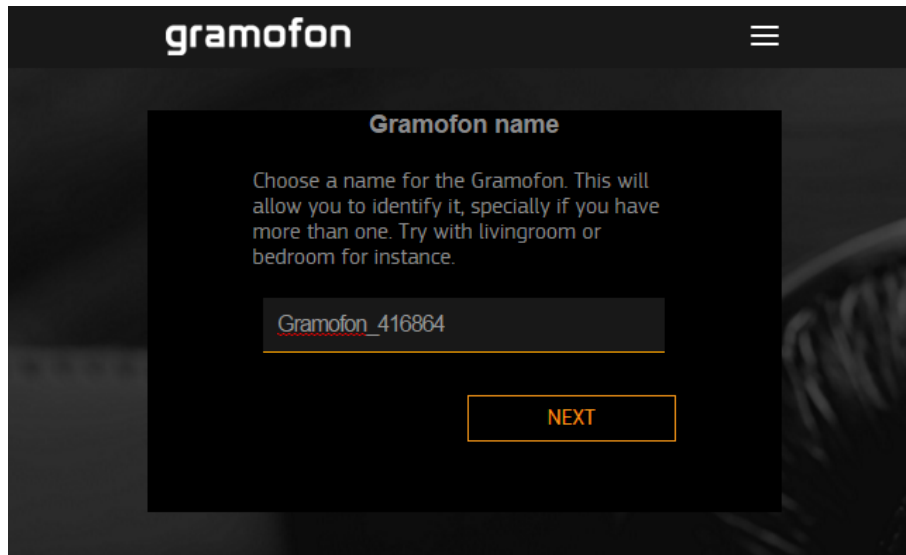 gramofon
Gramofon name
Choose a name for the Gramofon. This will
allow you to identify it, specially if you have
more than one. Try with livingroom or
bedroom for instance.
Gramofon_416864
NEXT